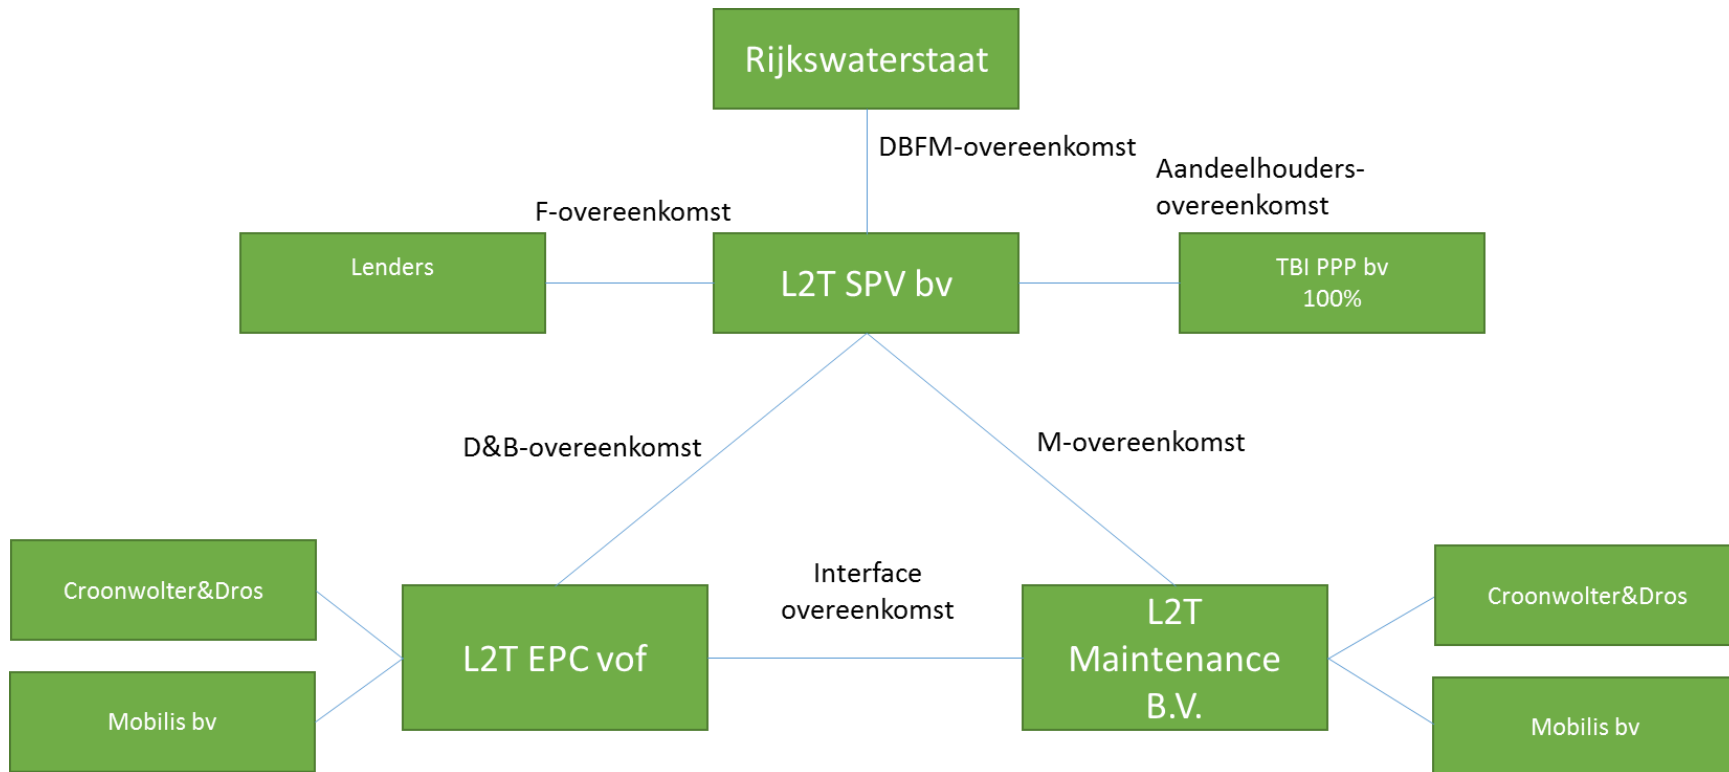 Rijkswaterstaat
DBFM-overeenkomst
Aandeelhouders-
overeenkomst
F-overeenkomst
Lenders
L2T SPV bv
TBI PPP bv
100%
D&B-overeenkomst
M-overeenkomst
Interface
overeenkomst
Croonwolter&Dros
Mobilis bv
L2T EPC vof
L2T
Maintenance
B.V.
Croonwolter&Dros
Mobilis bv